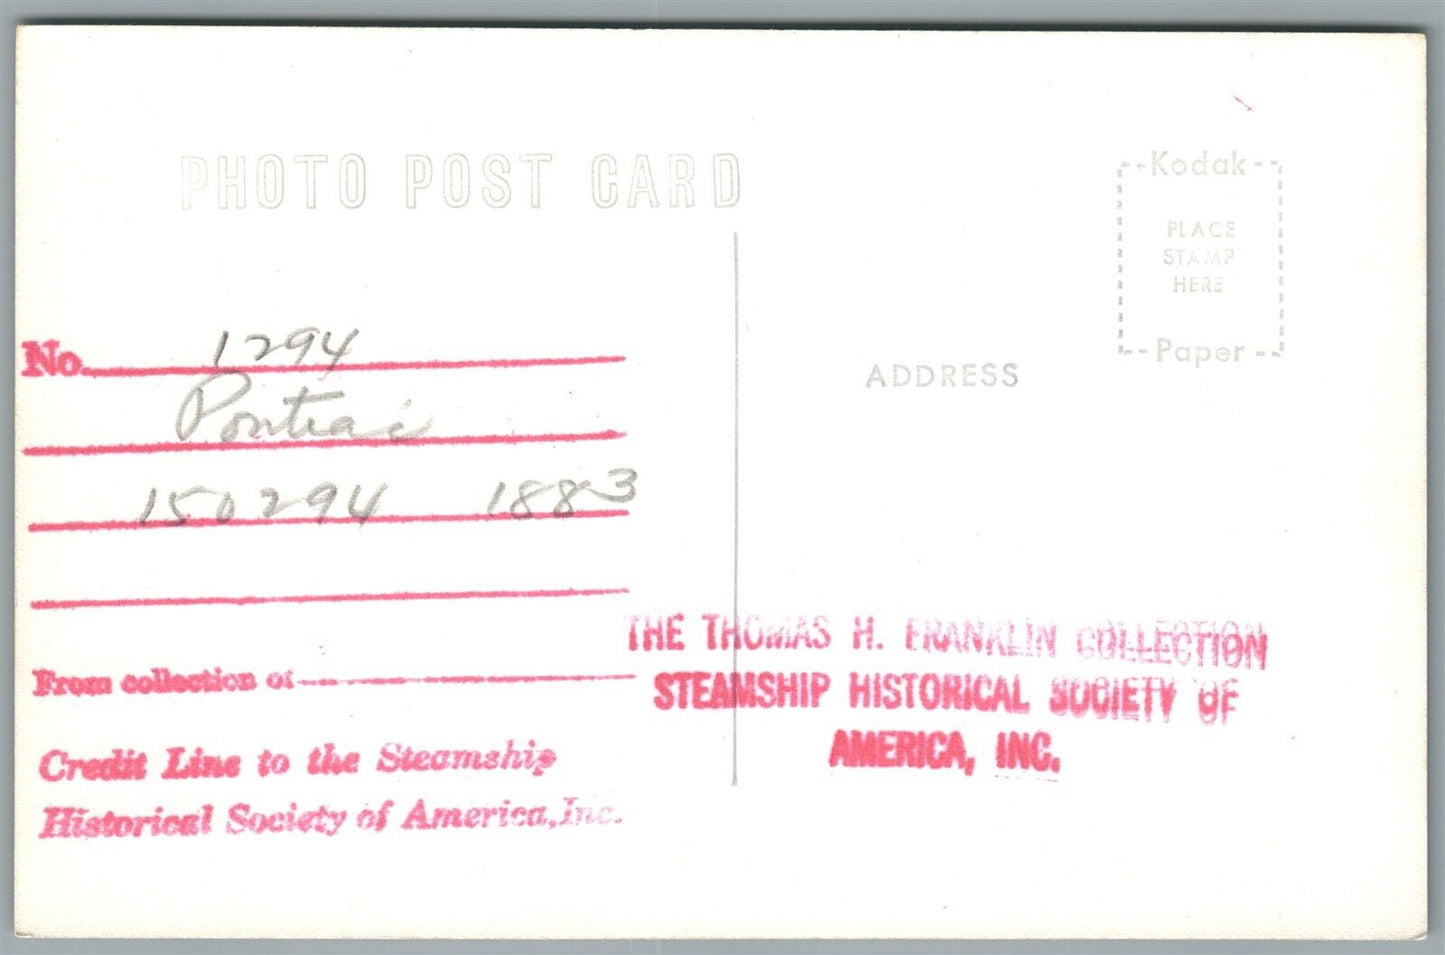 PHOTO POST CARD
Kodak
PLACE
STAMP
HERE
Paper
ADDRESS
No. 1294
Pontiac
150294 1883
From collection of
Credit Line to the Steamship
Historical Society of America, Inc.
THE THOMAS H. FRANKLIN COLLECTION
STEAMSHIP HISTORICAL SOCIETY OF
AMERICA, INC.